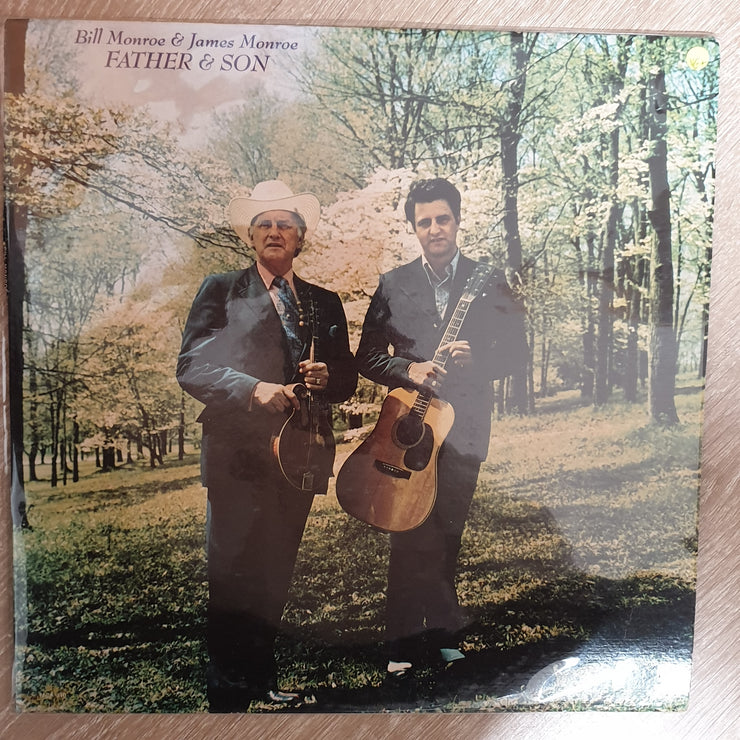 Bill Monroe & James Monroe
FATHER & SON